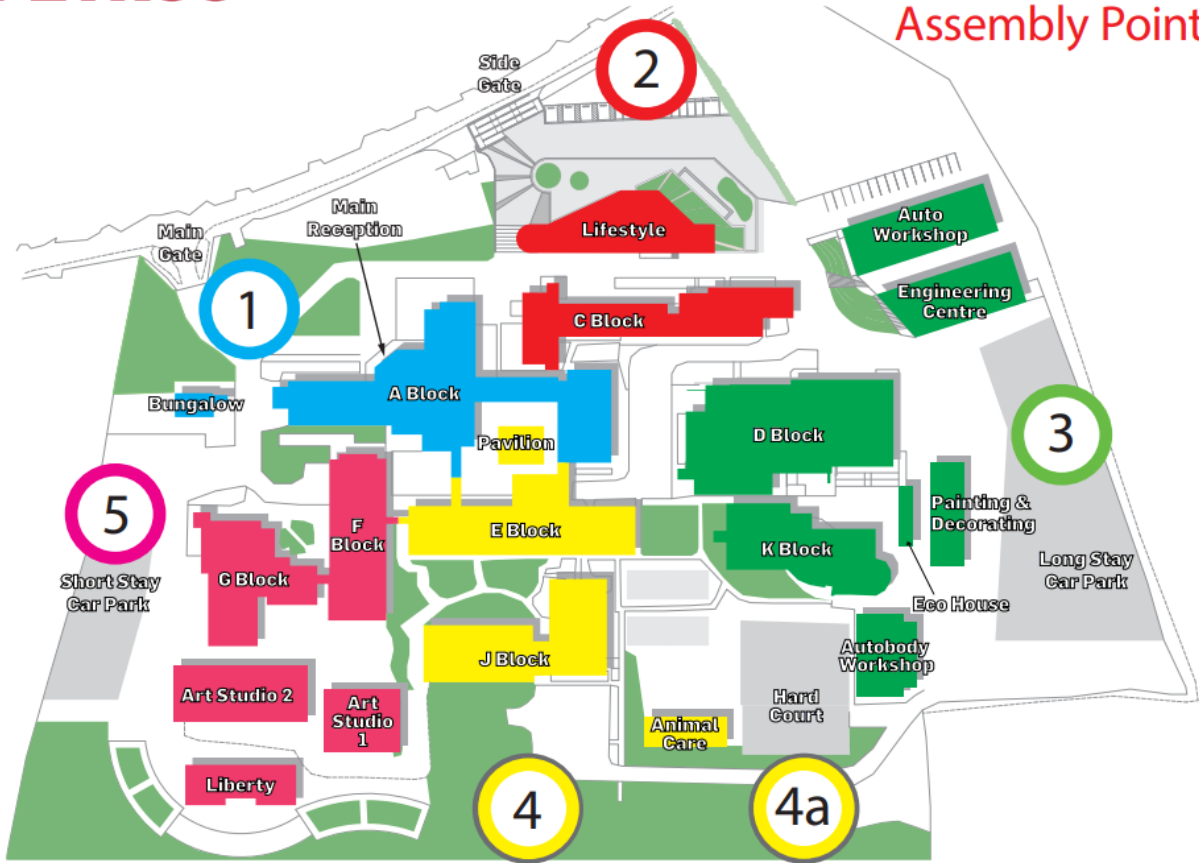 Assembly Point
Side
Gate
2
Main
Reception
Main
Gate
Lifestyle
Auto
Workshop
Engineering
Centre
1
C Block
A Block
Bungalow
Pavilion
D Block
3
5
F
Block
E Block
Painting &
Decorating
K Block
G Block
Short Stay
Car Park
Long Stay
Car Park
Eco House
J Block
Autobody
Workshop
Art Studio 2
Art
Studio
1
Hard
Court
Animal
Care
Liberty
4
4a